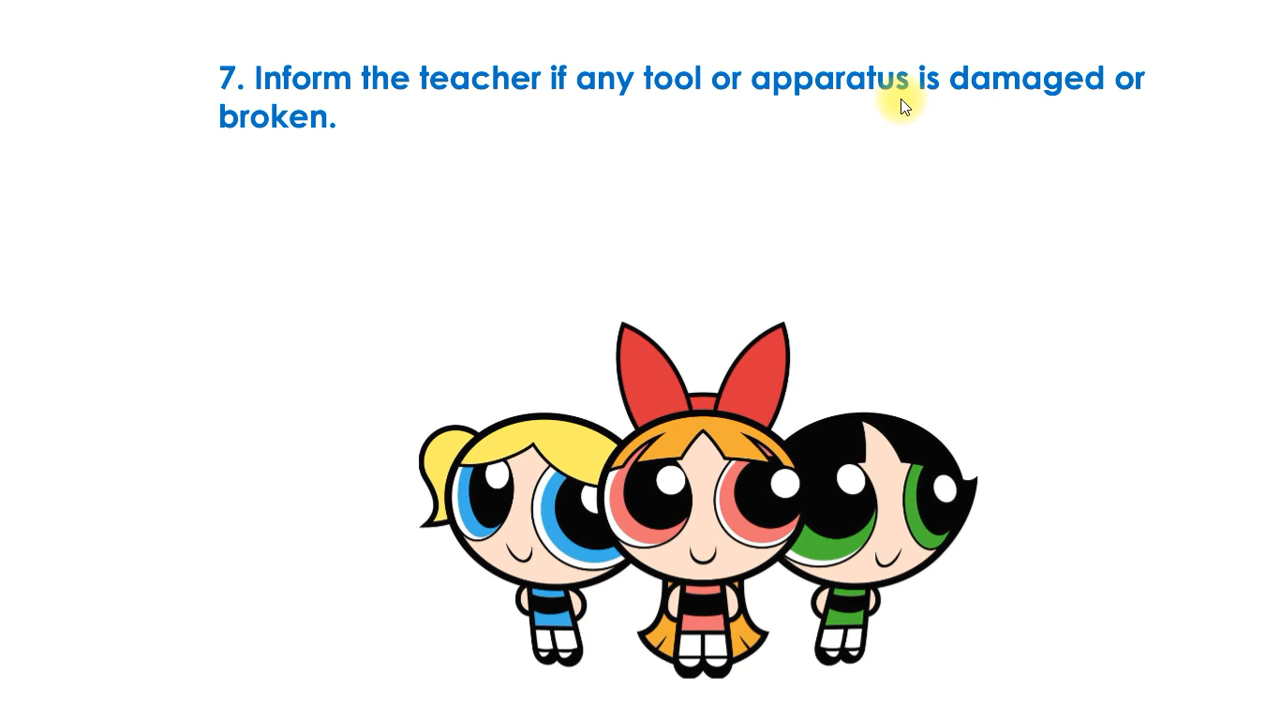 7. Inform the teacher if any tool or apparatus is damaged or
broken.